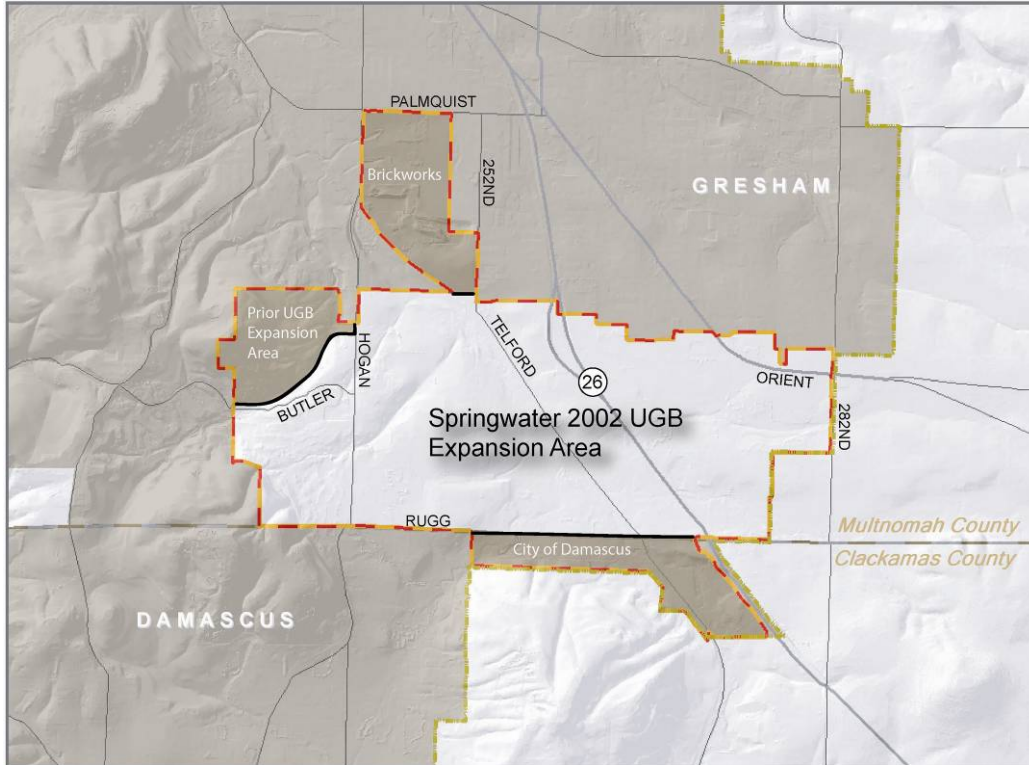 PALMQUIST
Brickworks
252ND
GRESHAM
Prior UGB
Expansion
Area
HOGAN
TELFORD
BUTLER
26
ORIENT
Springwater 2002 UGB
Expansion Area
282ND
RUGG
Multnomah County
City of Damascus
Clackamas County
DAMASCUS